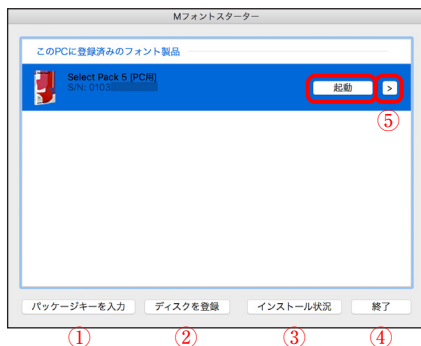 Mフォントスターター
このPCに登録済みのフォント製品
Select Pack 5 [PC用]
S/N: 0103
起動
>
⑤
パッケージキーを入力
ディスクを登録
インストール状況
終了
①
②
③
④